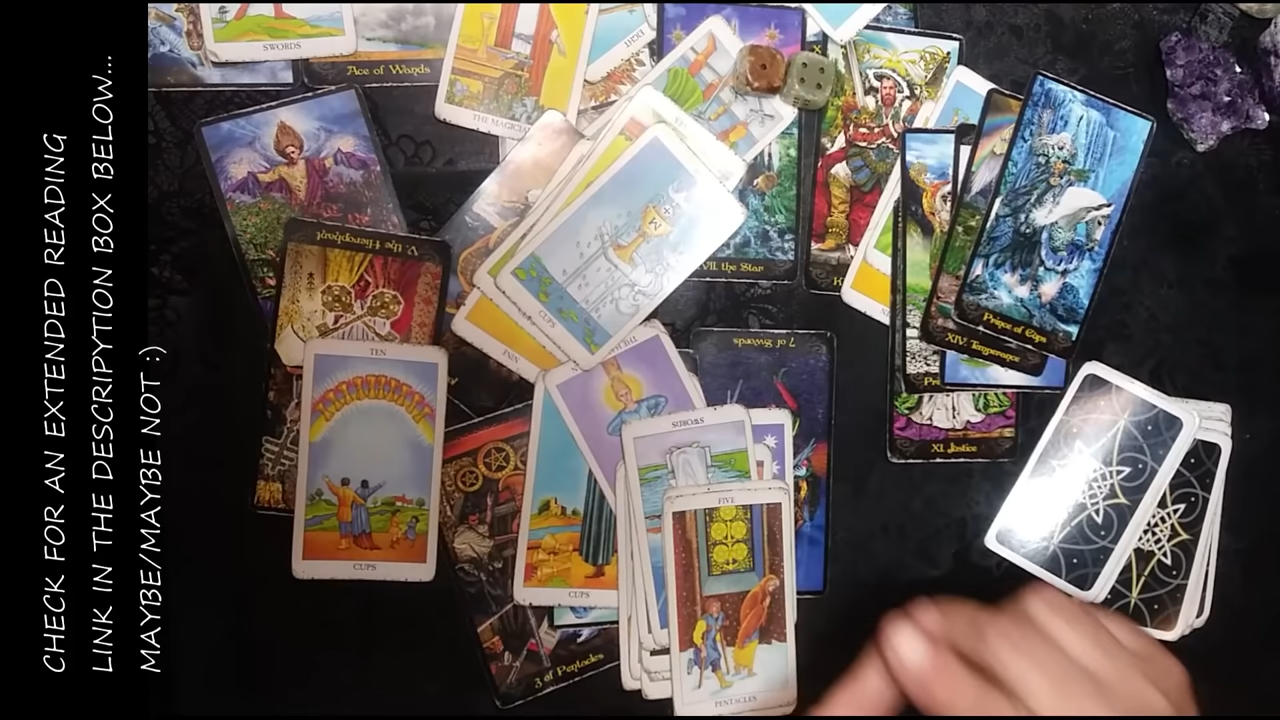 CHECK FOR AN EXTENDED READING
LINK IN THE DESCRIPYTION BOX BELOW...
MAYBE/MAYBE NOT :)
SWORDS
Ace of Wands
THE MAGICIAN
V. the Hierophant
TEN
CUPS
CUPS
NINE
VII. the Star
7 of Swords
SWORDS
CUPS
3 of Pentacles
FIVE
PENTACLES
Prince of Cups
XIV. Temperance
XI. Justice